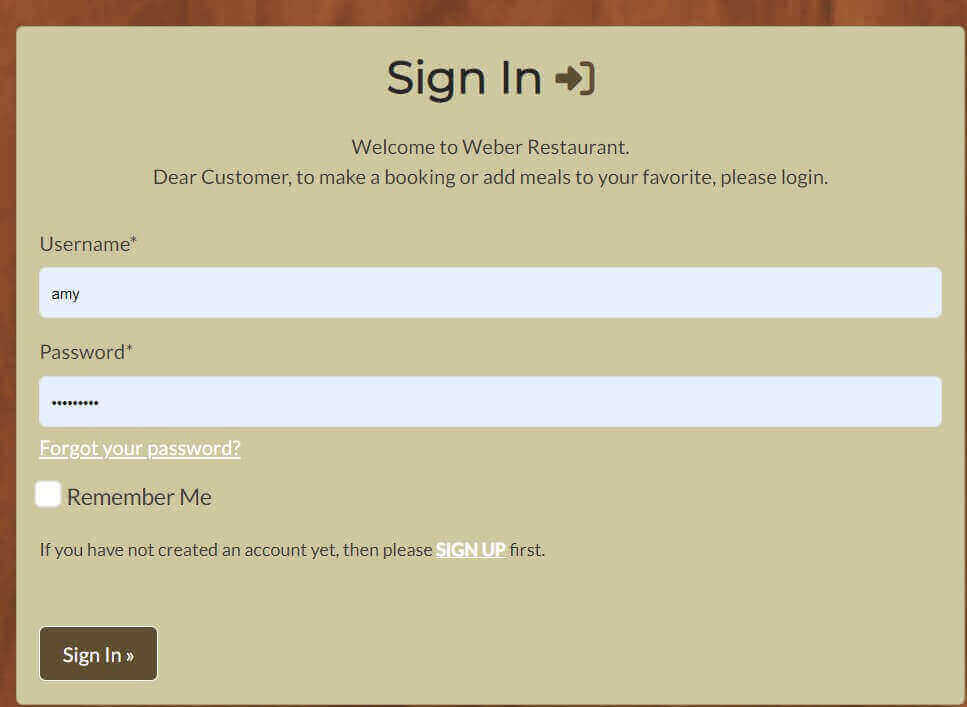 Sign In
Welcome to Weber Restaurant.
Dear Customer, to make a booking or add meals to your favorite, please login.
Username*
amy
Password*
•••••••••
Forgot your password?
Remember Me
If you have not created an account yet, then please SIGN UP first.
Sign In »